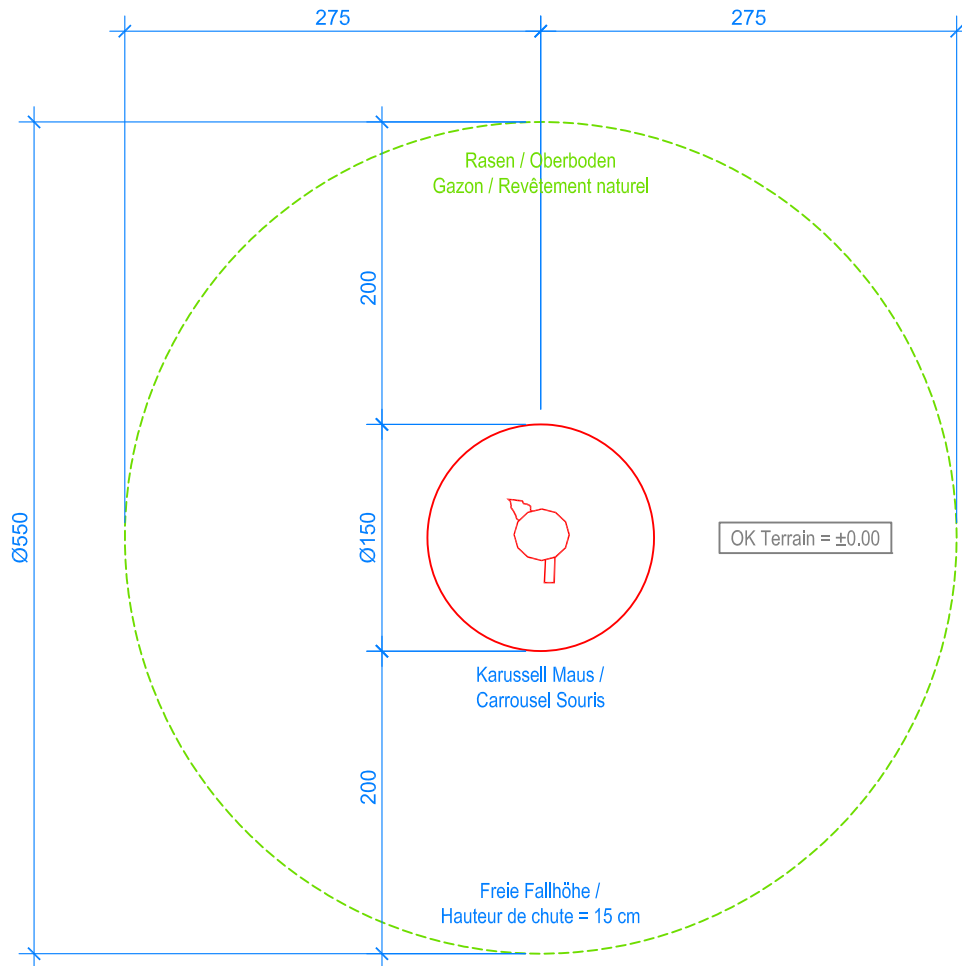 275
275
Rasen / Oberboden
Gazon / Revêtement naturel
200
Ø550
Ø150
OK Terrain = ±0.00
Karussell Maus /
Carrousel Souris
200
Freie Fallhöhe /
Hauteur de chute = 15 cm